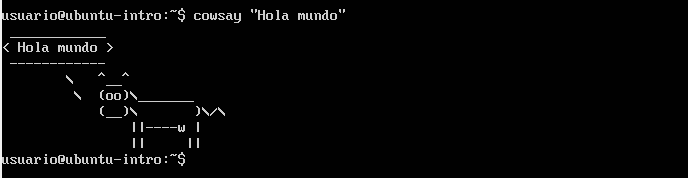 usuario@ubuntu-intro:~$ cowsay "Hola mundo"
 ____________
< Hola mundo >
 ------------
        \   ^__^
         \  (oo)\_______
            (__)\       )\/\
                ||----w |
                ||     ||
usuario@ubuntu-intro:~$